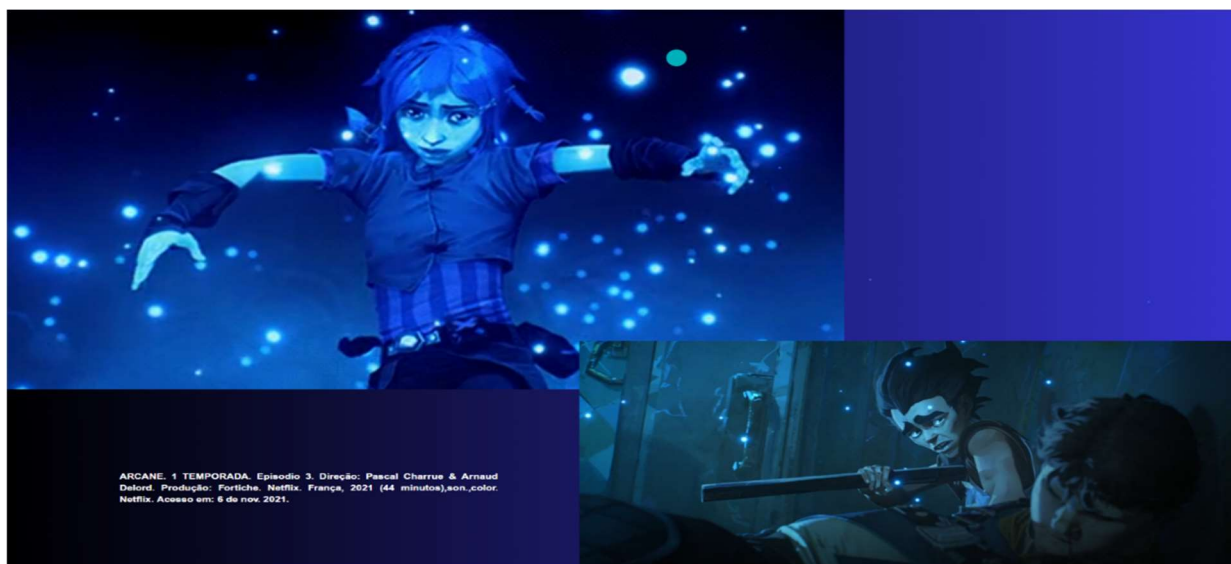 ARCANE. 1 TEMPORADA. Episodio 3. Direção: Pascal Charrue & Arnaud
Delord. Produção: Fortiche. Netflix. França, 2021 (44 minutos),son.,color.
Netflix. Acesso em: 6 de nov. 2021.